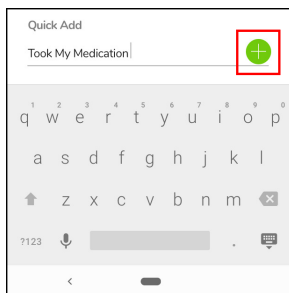 Quick Add
Took My Medication
1 2 3 4 5 6 7 8 9 0
q w e r t y u i o p
a s d f g h j k l
z x c v b n m
?123 .